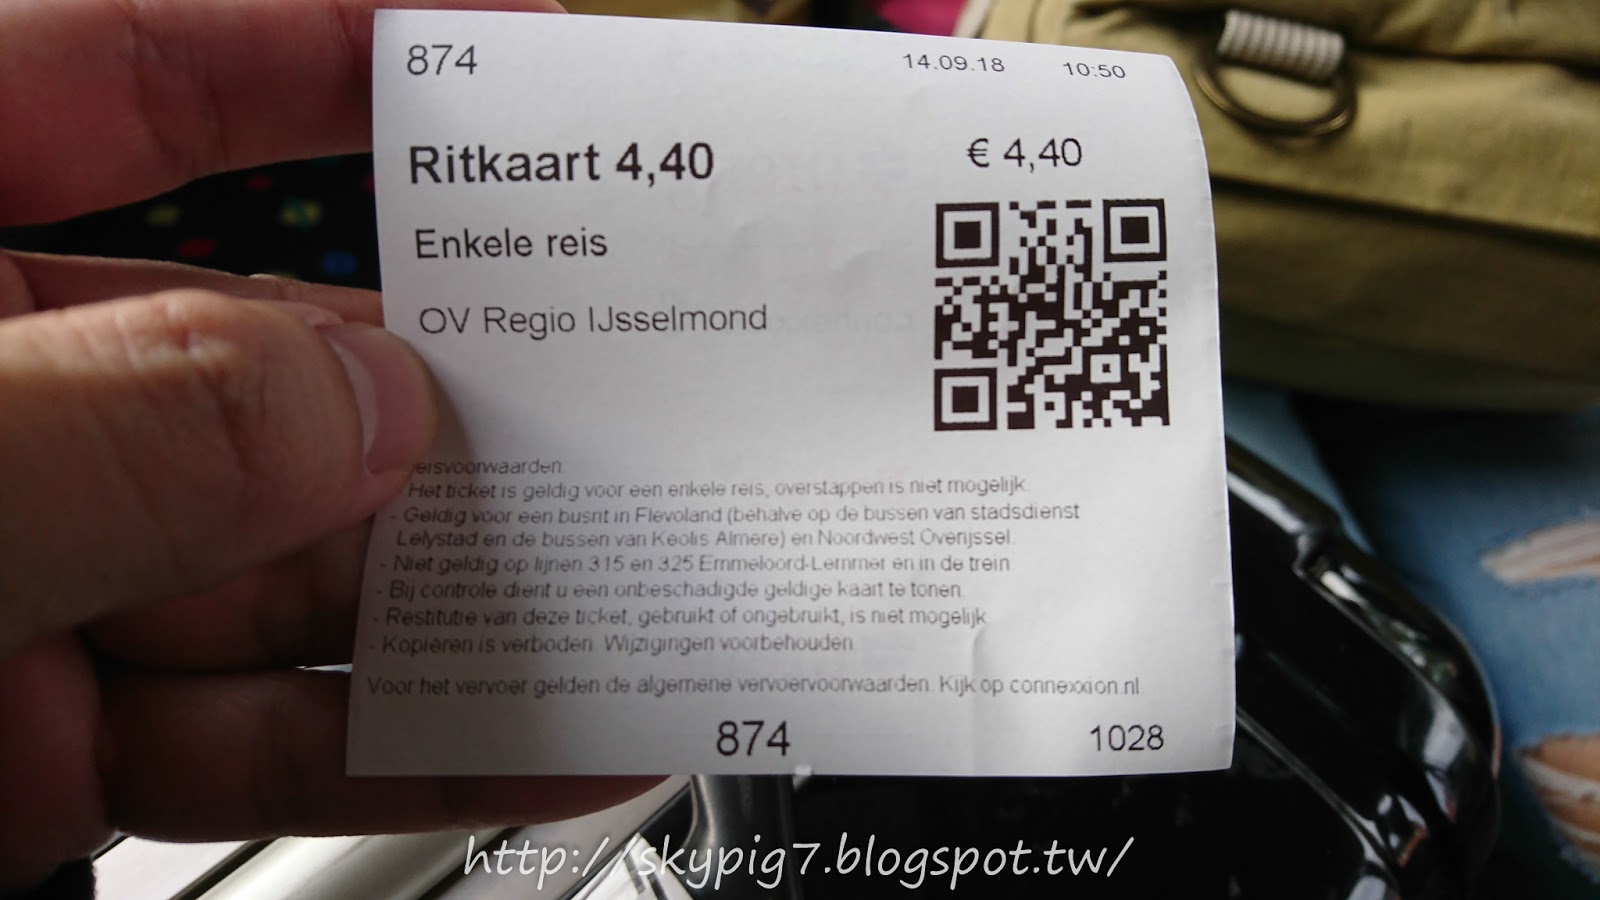 874 14.09.18 10:50
Ritkaart 4,40 € 4,40
Enkele reis
OV Regio IJsselmond
eisvoorwaarden
Het ticket is geldig voor een enkele reis, overstappen is niet mogelijk.
- Geldig voor een busrit in Flevoland (behalve op de bussen van stadsdienst
Lelystad en de bussen van Keolis Almere) en Noordwest Overijssel.
- Niet geldig op lijnen 315 en 325 Emmeloord-Lemmer en in de trein.
- Bij controle dient u een onbeschadigde geldige kaart te tonen.
- Restitutie van deze ticket, gebruikt of ongebruikt, is niet mogelijk.
- Kopiëren is verboden. Wijzigingen voorbehouden.
Voor het vervoer gelden de algemene vervoervoorwaarden. Kijk op connexxion.nl.
874 1028
http://skypig7.blogspot.tw/